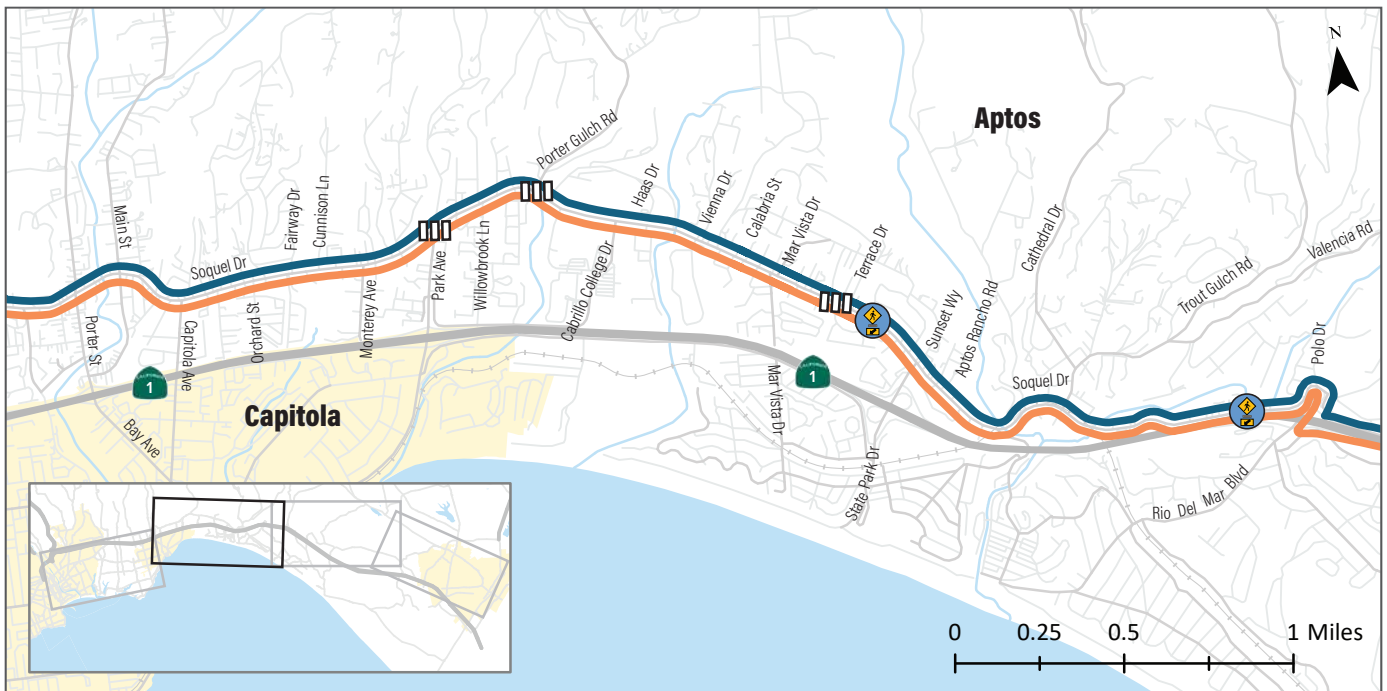 N
Aptos
Porter Gulch Rd
Haas Dr
Vienna Dr
Calabria St
Mar Vista Dr
Terrace Dr
Cathedral Dr
Valencia Rd
Trout Gulch Rd
Main St
Fairway Dr
Cunnison Ln
Soquel Dr
Park Ave
Willowbrook Ln
Cabrillo College Dr
Sunset Wy
Aptos Rancho Rd
Polo Dr
Porter St
Capitola Ave
Orchard St
Monterey Ave
Soquel Dr
1
1
Capitola
Mar Vista Dr
Bay Ave
State Park Dr
Rio Del Mar Blvd
0 0.25 0.5 1 Miles